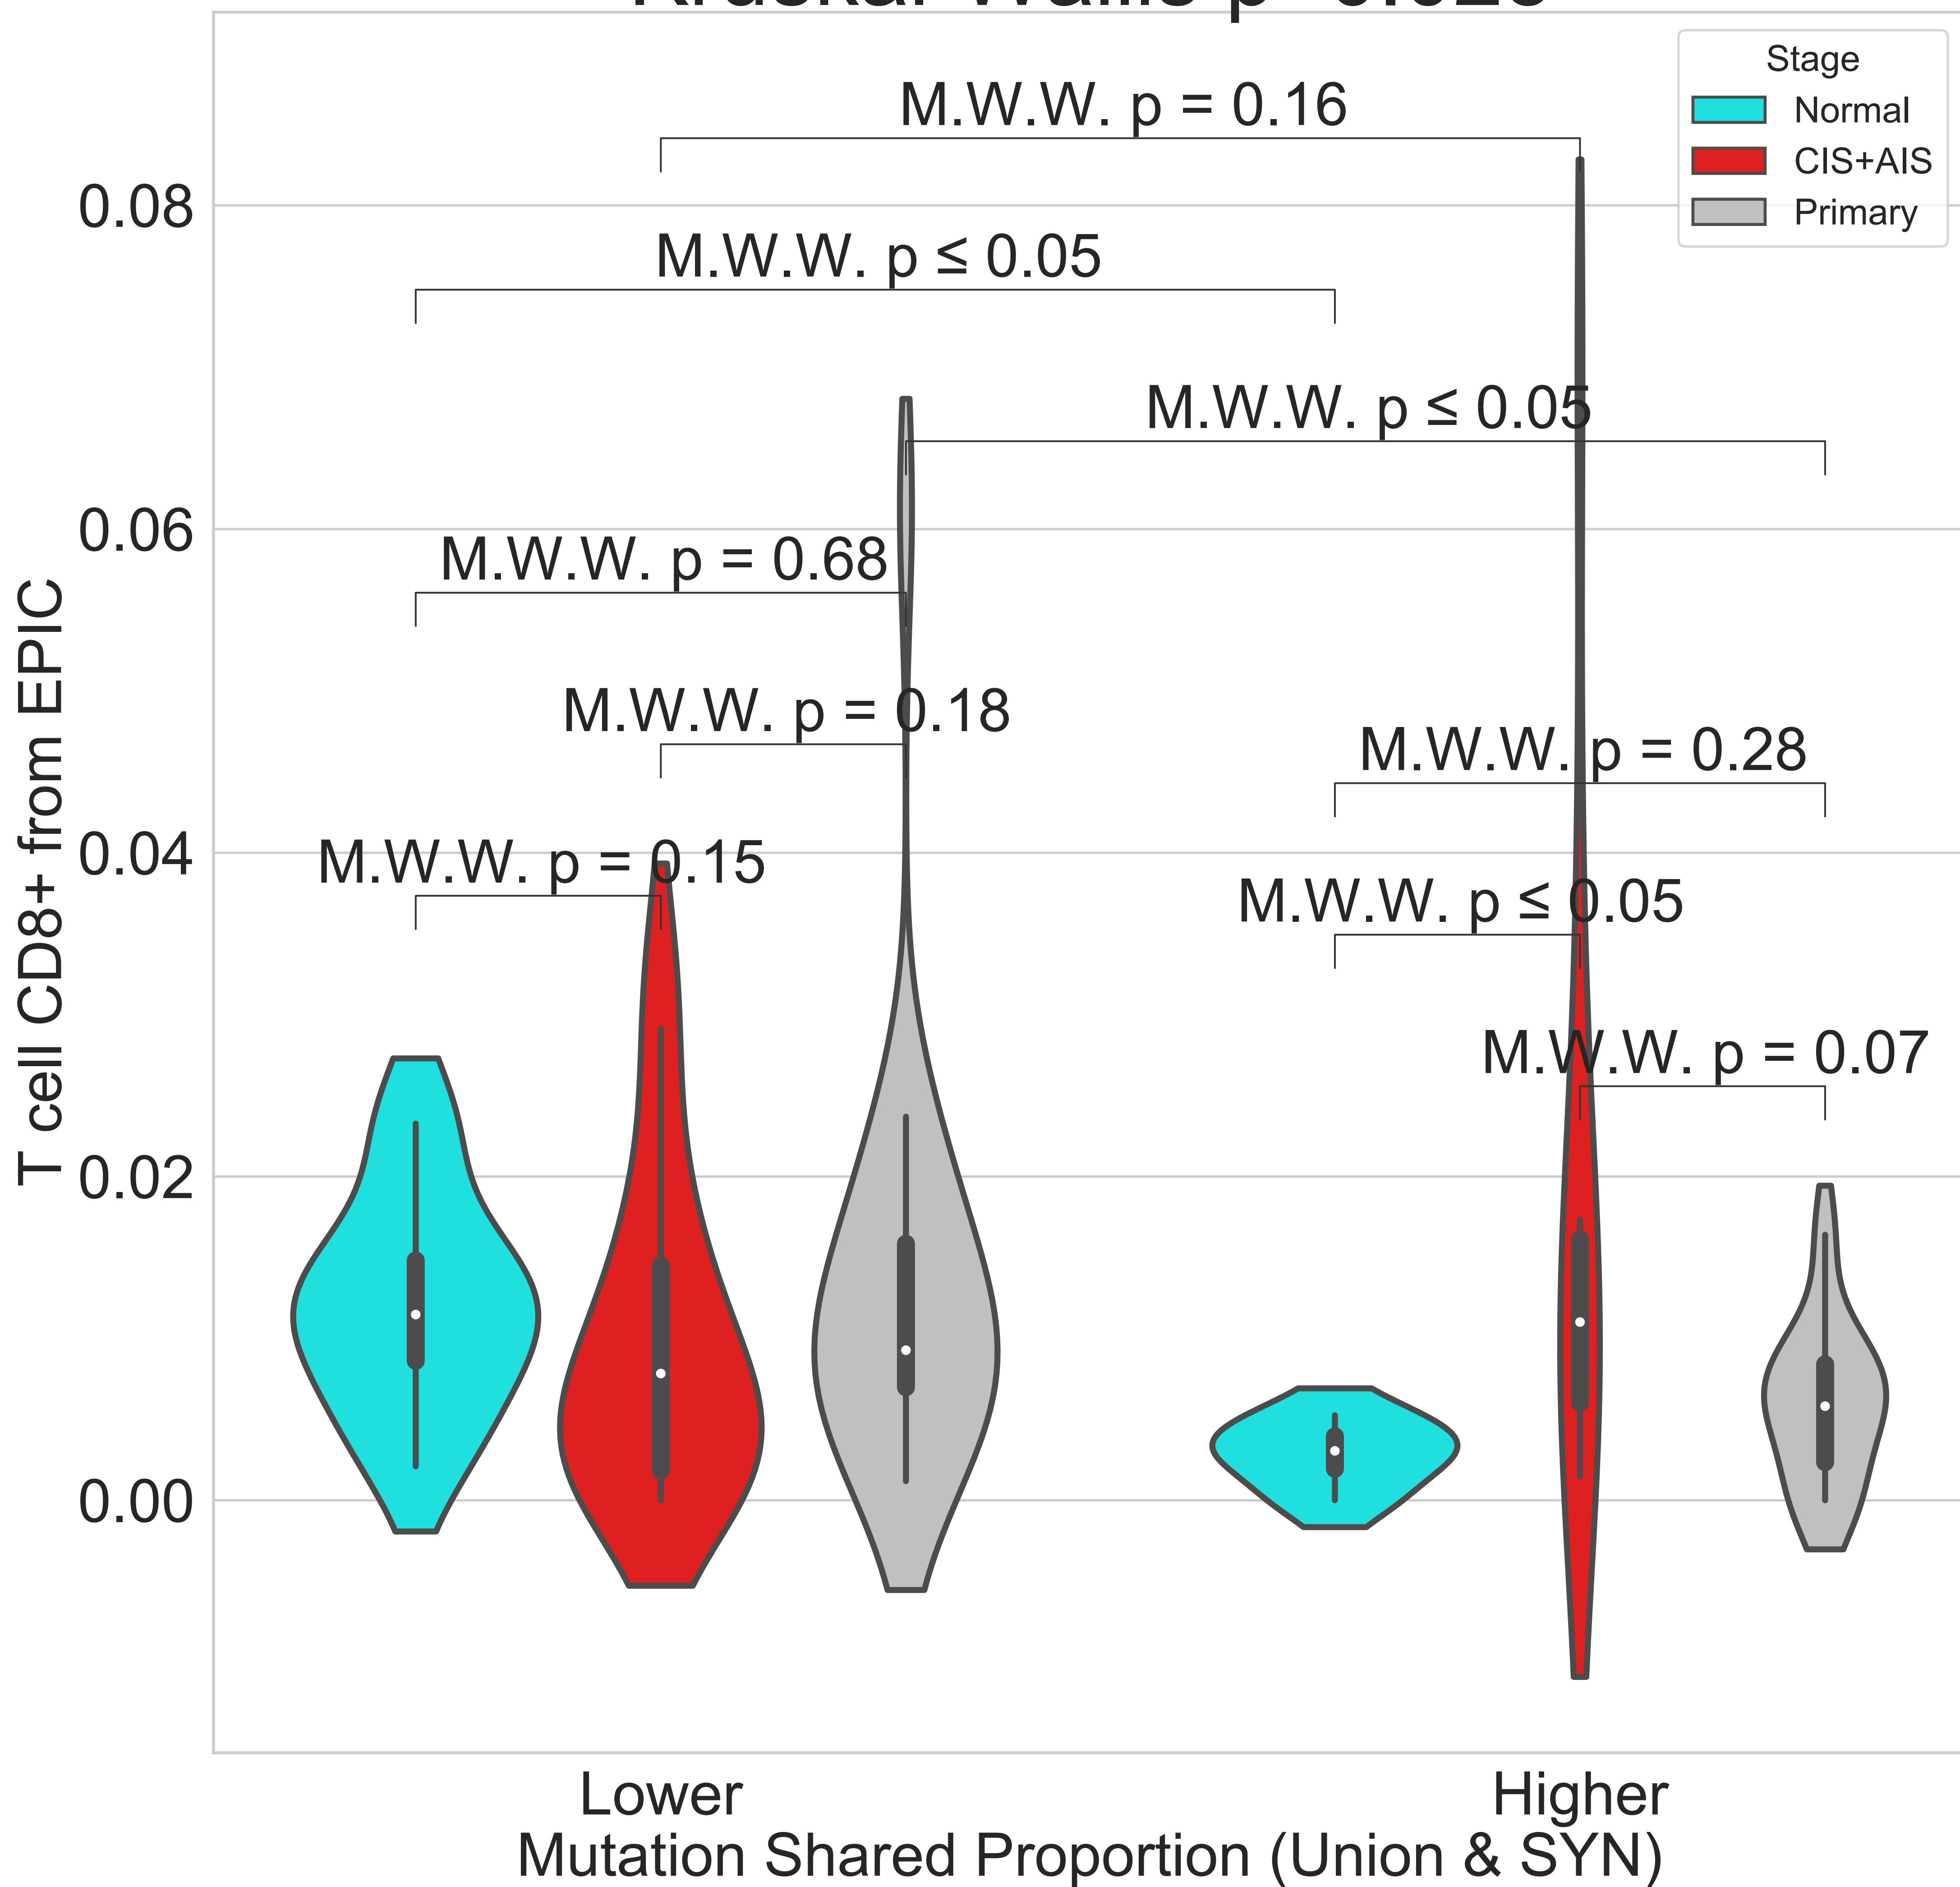 Stage
Normal
CIS+AIS
Primary
M.W.W. p = 0.16
M.W.W. p ≤ 0.05
M.W.W. p ≤ 0.05
M.W.W. p = 0.68
M.W.W. p = 0.18
M.W.W. p = 0.28
M.W.W. p = 0.15
M.W.W. p ≤ 0.05
M.W.W. p = 0.07
T cell CD8+ from EPIC
0.08
0.06
0.04
0.02
0.00
Lower
Higher
Mutation Shared Proportion (Union & SYN)